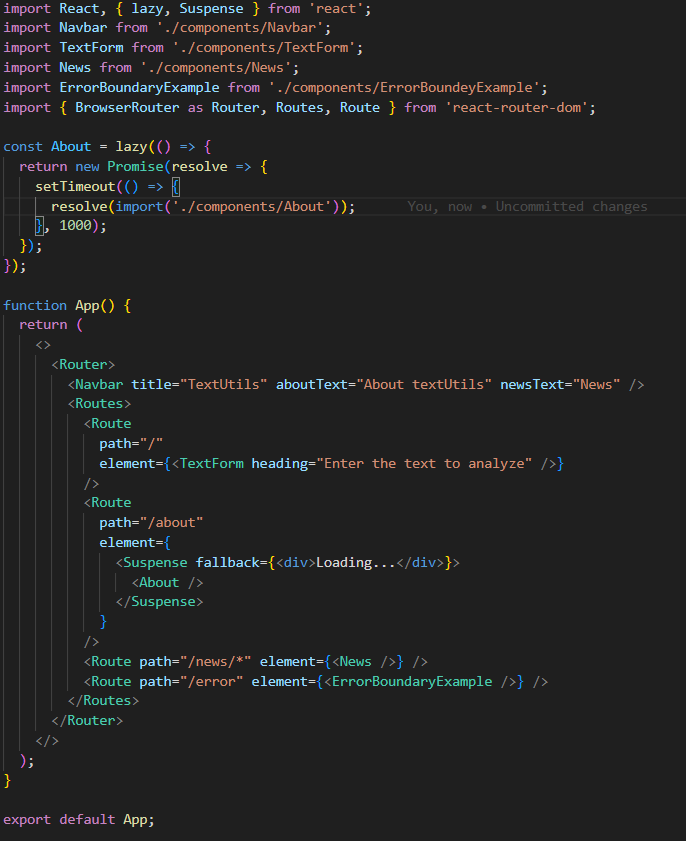 import React, { lazy, Suspense } from 'react';
import Navbar from './components/Navbar';
import TextForm from './components/TextForm';
import News from './components/News';
import ErrorBoundaryExample from './components/ErrorBoundeyExample';
import { BrowserRouter as Router, Routes, Route } from 'react-router-dom';

const About = lazy(() => {
  return new Promise(resolve => {
    setTimeout(() => {
      resolve(import('./components/About'));      You, now • Uncommitted changes
    }, 1000);
  });
});

function App() {
  return (
    <>
      <Router>
        <Navbar title="TextUtils" aboutText="About textUtils" newsText="News" />
        <Routes>
          <Route
            path="/"
            element={<TextForm heading="Enter the text to analyze" />}
          />
          <Route
            path="/about"
            element={
              <Suspense fallback={<div>Loading...</div>}>
                <About />
              </Suspense>
            }
          />
          <Route path="/news/*" element={<News />} />
          <Route path="/error" element={<ErrorBoundaryExample />} />
        </Routes>
      </Router>
    </>
  );
}

export default App;